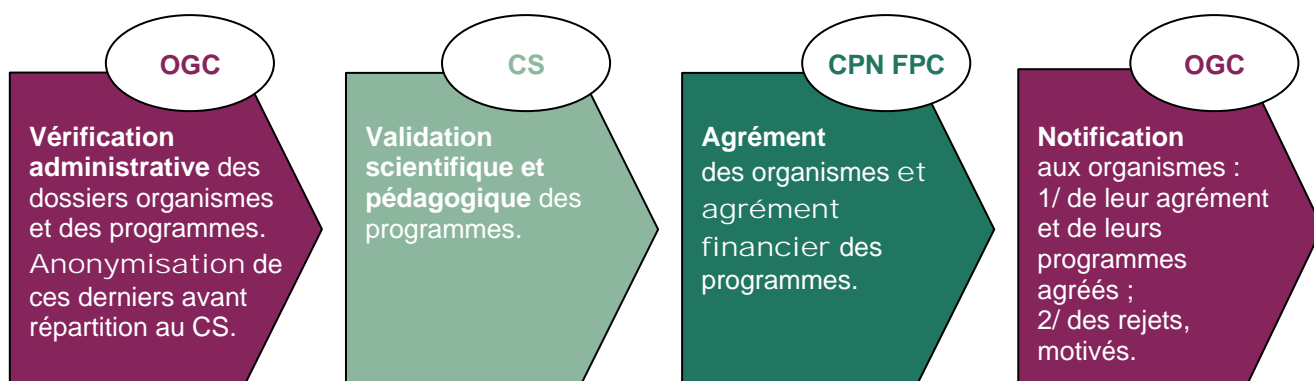 OGC
Vérification
administrative des
dossiers organismes
et des programmes.
Anonymisation de
ces derniers avant
répartition au CS.
CS
Validation
scientifique et
pédagogique des
programmes.
CPN FPC
Agrément
des organismes et
agrément
financier des
programmes.
OGC
Notification
aux organismes :
1/ de leur agrément
et de leurs
programmes
agréés ;
2/ des rejets,
motivés.